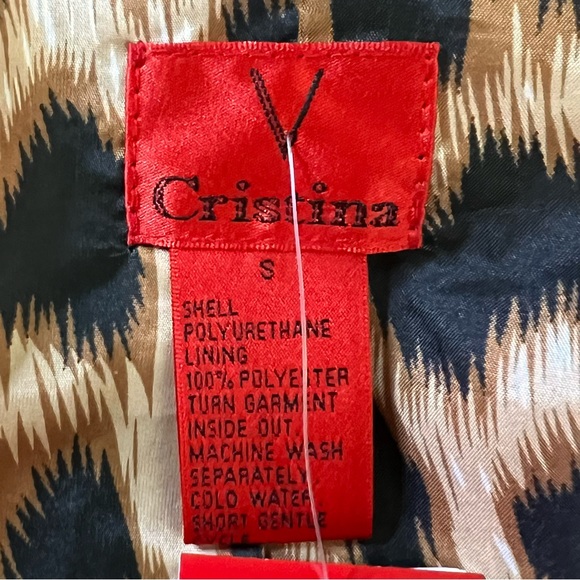 V
Cristina
S
SHELL
POLYURETHANE
LINING
100% POLYESTER
TURN GARMENT
INSIDE OUT
MACHINE WASH
SEPARATELY
COLD WATER
SHORT GENTLE